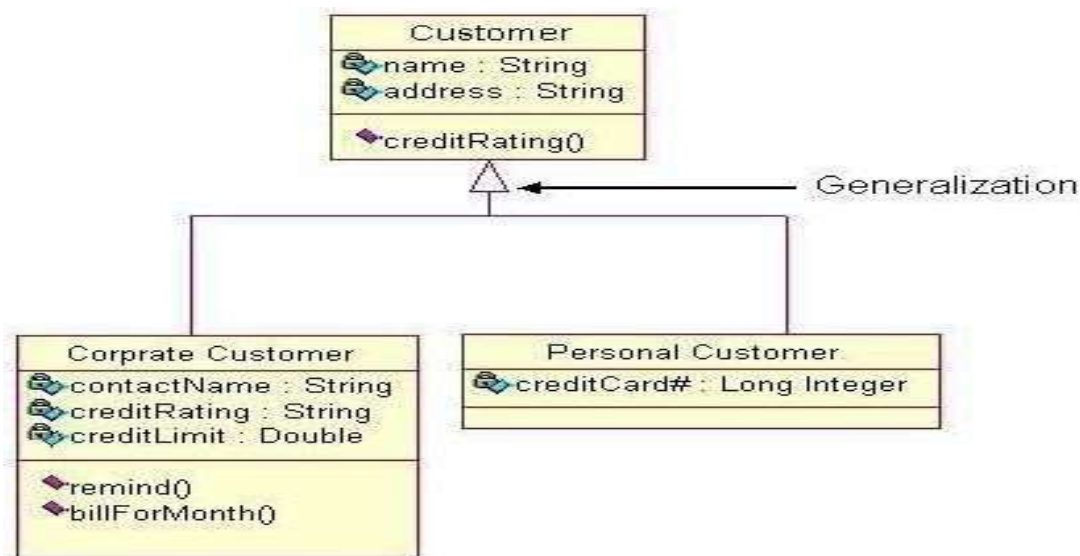 Customer
name : String
address : String
creditRating()
Generalization
Corprate Customer
contactName : String
creditRating : String
creditLimit : Double
remind()
billForMonth()
Personal Customer
creditCard# : Long Integer